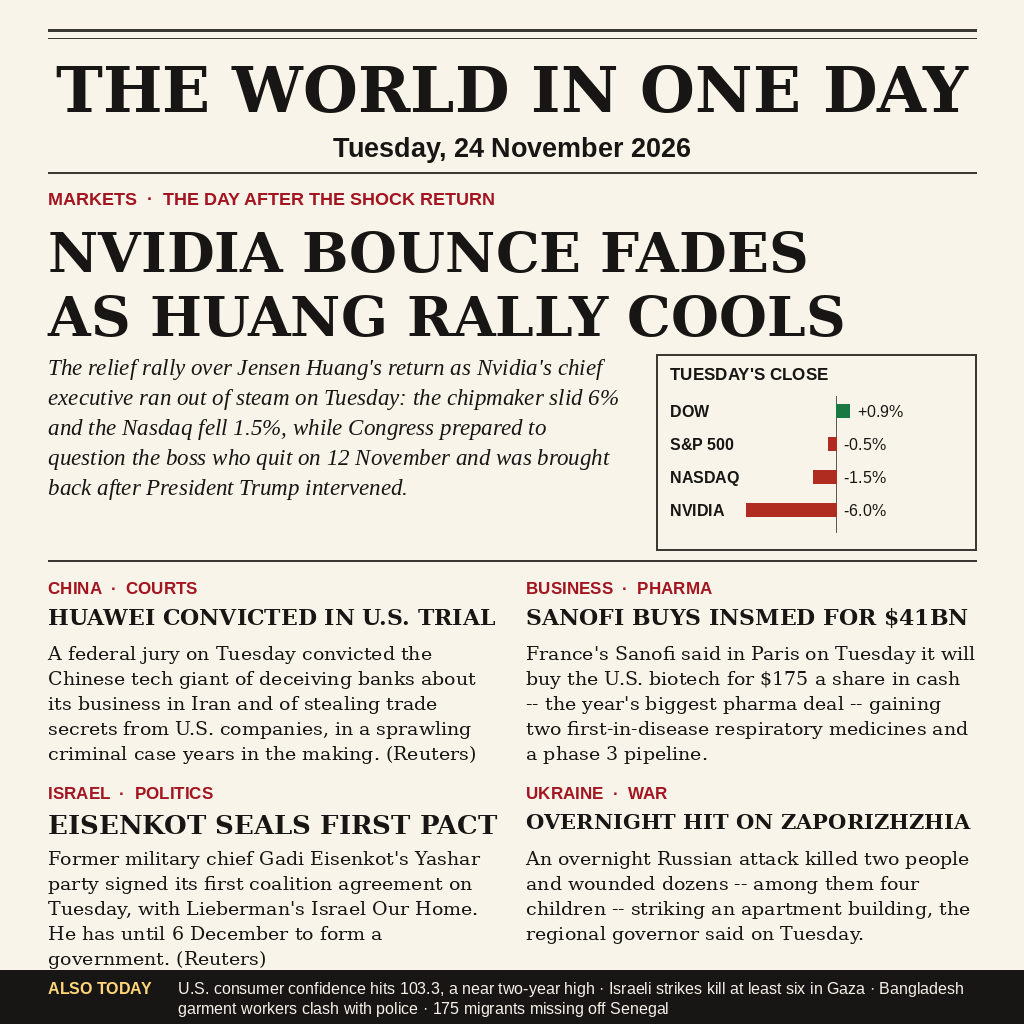 THE WORLD IN ONE DAY
Tuesday, 24 November 2026
MARKETS · THE DAY AFTER THE SHOCK RETURN
NVIDIA BOUNCE FADES
AS HUANG RALLY COOLS
The relief rally over Jensen Huang's return as Nvidia's chief
executive ran out of steam on Tuesday: the chipmaker slid 6%
and the Nasdaq fell 1.5%, while Congress prepared to
question the boss who quit on 12 November and was brought
back after President Trump intervened.
TUESDAY'S CLOSE
DOW +0.9%
S&P 500 -0.5%
NASDAQ -1.5%
NVIDIA -6.0%
CHINA · COURTS
HUAWEI CONVICTED IN U.S. TRIAL
A federal jury on Tuesday convicted the
Chinese tech giant of deceiving banks about
its business in Iran and of stealing trade
secrets from U.S. companies, in a sprawling
criminal case years in the making. (Reuters)
BUSINESS · PHARMA
SANOFI BUYS INSMED FOR $41BN
France's Sanofi said in Paris on Tuesday it will
buy the U.S. biotech for $175 a share in cash
-- the year's biggest pharma deal -- gaining
two first-in-disease respiratory medicines and
a phase 3 pipeline.
ISRAEL · POLITICS
EISENKOT SEALS FIRST PACT
Former military chief Gadi Eisenkot's Yashar
party signed its first coalition agreement on
Tuesday, with Lieberman's Israel Our Home.
He has until 6 December to form a
government. (Reuters)
UKRAINE · WAR
OVERNIGHT HIT ON ZAPORIZHZHIA
An overnight Russian attack killed two people
and wounded dozens -- among them four
children -- striking an apartment building, the
regional governor said on Tuesday.
ALSO TODAY
U.S. consumer confidence hits 103.3, a near two-year high · Israeli strikes kill at least six in Gaza · Bangladesh
garment workers clash with police · 175 migrants missing off Senegal